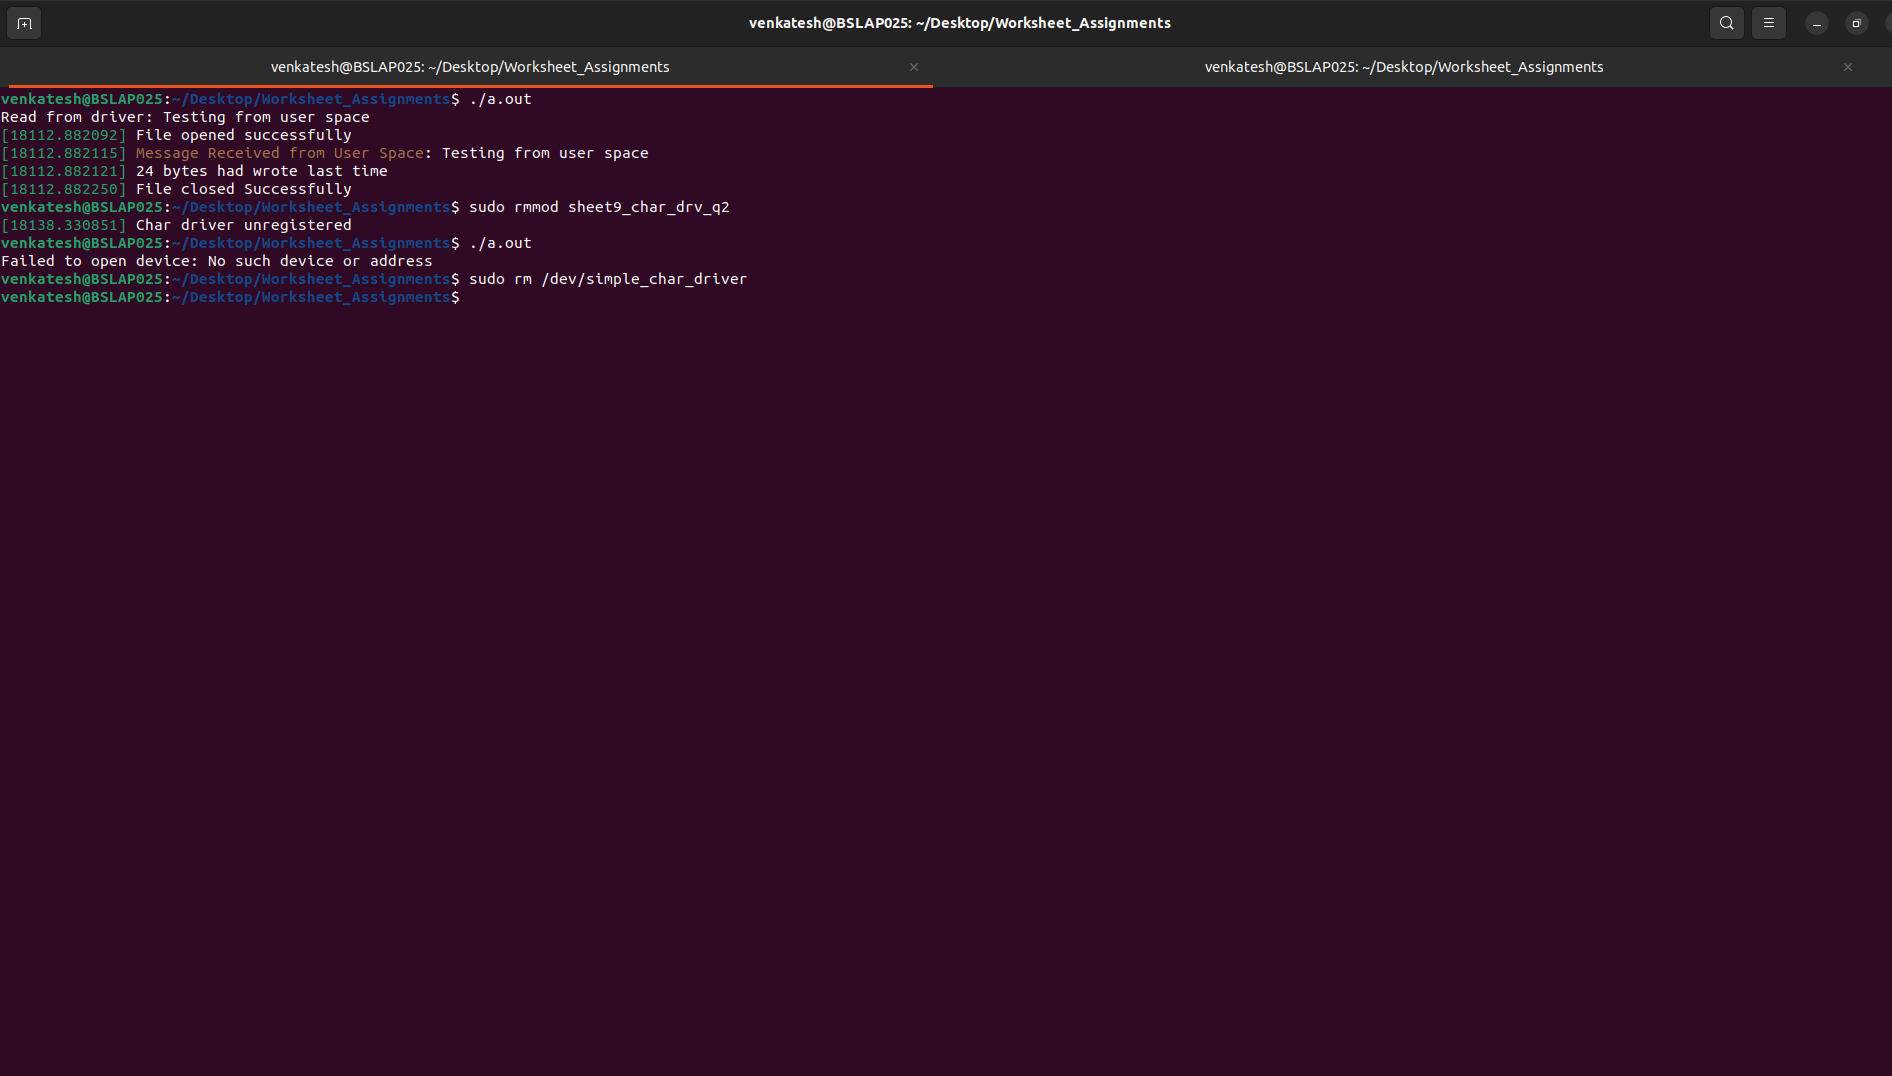 venkatesh@BSLAP025: ~/Desktop/Worksheet_Assignments
venkatesh@BSLAP025: ~/Desktop/Worksheet_Assignments
venkatesh@BSLAP025: ~/Desktop/Worksheet_Assignments
venkatesh@BSLAP025:~/Desktop/Worksheet_Assignments$ ./a.out
Read from driver: Testing from user space
[18112.882092] File opened successfully
[18112.882115] Message Received from User Space: Testing from user space
[18112.882121] 24 bytes had wrote last time
[18112.882250] File closed Successfully
venkatesh@BSLAP025:~/Desktop/Worksheet_Assignments$ sudo rmmod sheet9_char_drv_q2
[18138.330851] Char driver unregistered
venkatesh@BSLAP025:~/Desktop/Worksheet_Assignments$ ./a.out
Failed to open device: No such device or address
venkatesh@BSLAP025:~/Desktop/Worksheet_Assignments$ sudo rm /dev/simple_char_driver
venkatesh@BSLAP025:~/Desktop/Worksheet_Assignments$